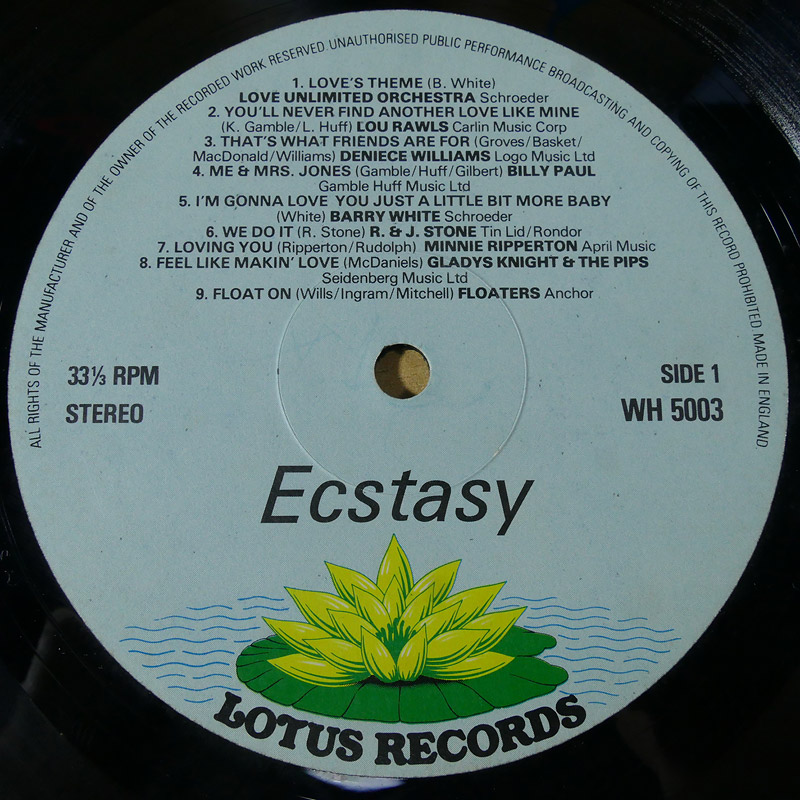 ALL RIGHTS OF THE MANUFACTURER AND OF THE OWNER OF THE RECORDED WORK RESERVED. UNAUTHORISED PUBLIC PERFORMANCE BROADCASTING AND COPYING OF THIS RECORD PROHIBITED MADE IN ENGLAND
1. LOVE'S THEME (B. White)
LOVE UNLIMITED ORCHESTRA Schroeder
2. YOU'LL NEVER FIND ANOTHER LOVE LIKE MINE
(K. Gamble/L. Huff) LOU RAWLS Carlin Music Corp
3. THAT'S WHAT FRIENDS ARE FOR (Groves/Basket/
MacDonald/Williams) DENIECE WILLIAMS Logo Music Ltd
4. ME & MRS. JONES (Gamble/Huff/Gilbert) BILLY PAUL
Gamble Huff Music Ltd
5. I'M GONNA LOVE YOU JUST A LITTLE BIT MORE BABY
(White) BARRY WHITE Schroeder
6. WE DO IT (R. Stone) R. & J. STONE Tin Lid/Rondor
7. LOVING YOU (Ripperton/Rudolph) MINNIE RIPPERTON April Music
8. FEEL LIKE MAKIN' LOVE (McDaniels) GLADYS KNIGHT & THE PIPS
Seidenberg Music Ltd
9. FLOAT ON (Wills/Ingram/Mitchell) FLOATERS Anchor
33⅓ RPM
STEREO
SIDE 1
WH 5003
Ecstasy
LOTUS RECORDS